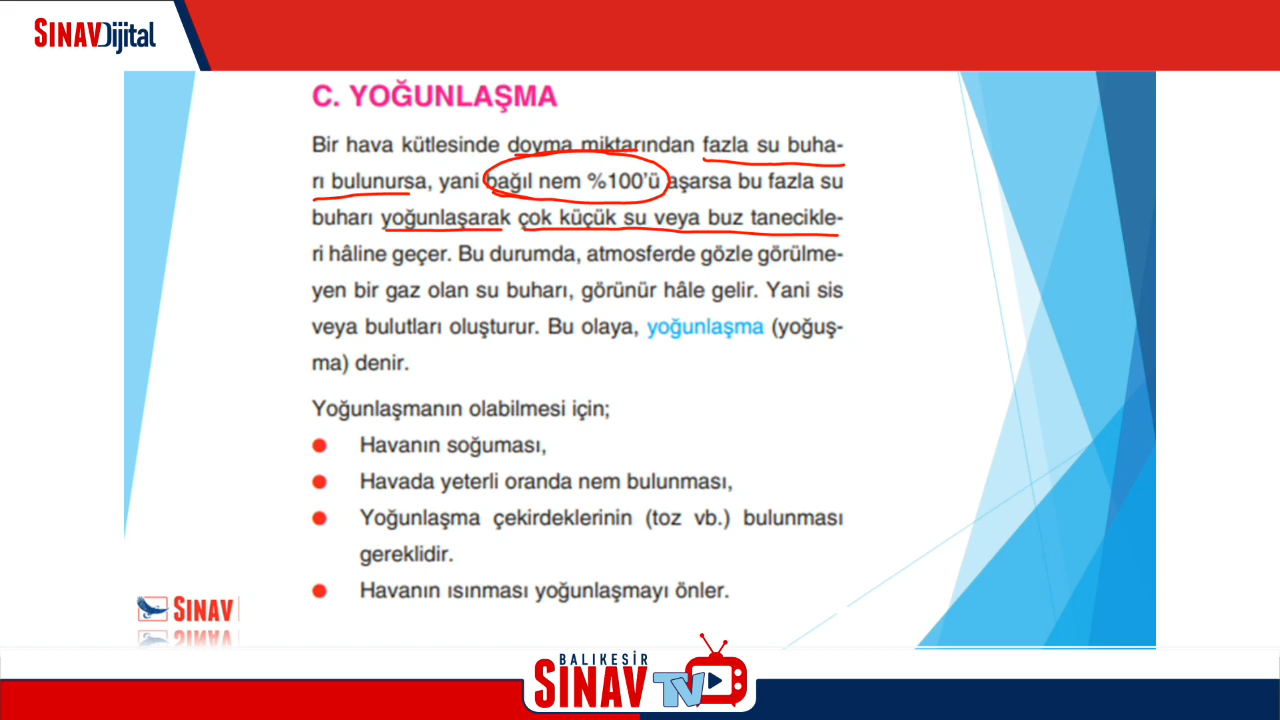 SINAVDijital
C. YOĞUNLAŞMA
Bir hava kütlesinde doyma miktarından fazla su buha-
rı bulunursa, yani bağıl nem %100’ü aşarsa bu fazla su
buharı yoğunlaşarak çok küçük su veya buz tanecikle-
ri hâline geçer. Bu durumda, atmosferde gözle görülme-
yen bir gaz olan su buharı, görünür hâle gelir. Yani sis
veya bulutları oluşturur. Bu olaya, yoğunlaşma (yoğuş-
ma) denir.
Yoğunlaşmanın olabilmesi için;
Havanın soğuması,
Havada yeterli oranda nem bulunması,
Yoğunlaşma çekirdeklerinin (toz vb.) bulunması
gereklidir.
Havanın ısınması yoğunlaşmayı önler.
SINAV
BALIKESİR
SINAV TV